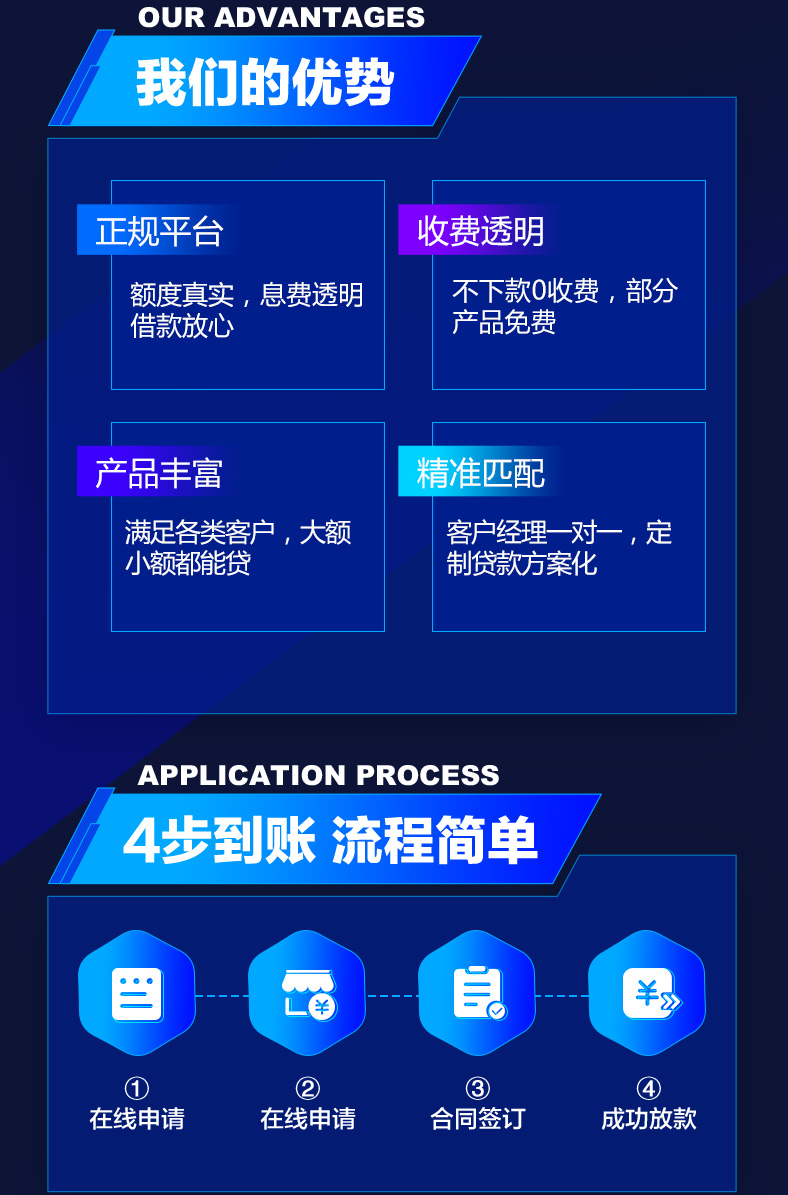 OUR ADVANTAGES
我们的优势
正规平台
额度真实，息费透明
借款放心
收费透明
不下款0收费，部分
产品免费
产品丰富
满足各类客户，大额
小额都能贷
精准匹配
客户经理一对一，定
制贷款方案化
APPLICATION PROCESS
4步到账 流程简单
①
在线申请
②
在线申请
③
合同签订
④
成功放款